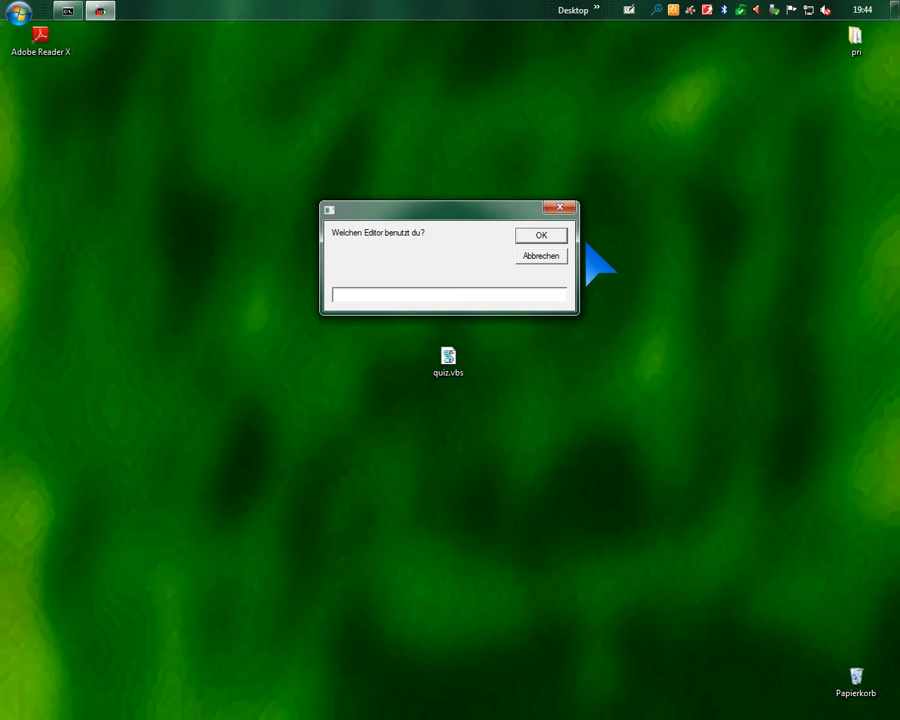 Desktop »
19:44
Adobe Reader X
pri
Welchen Editor benutzt du?
OK
Abbrechen
quiz.vbs
Papierkorb